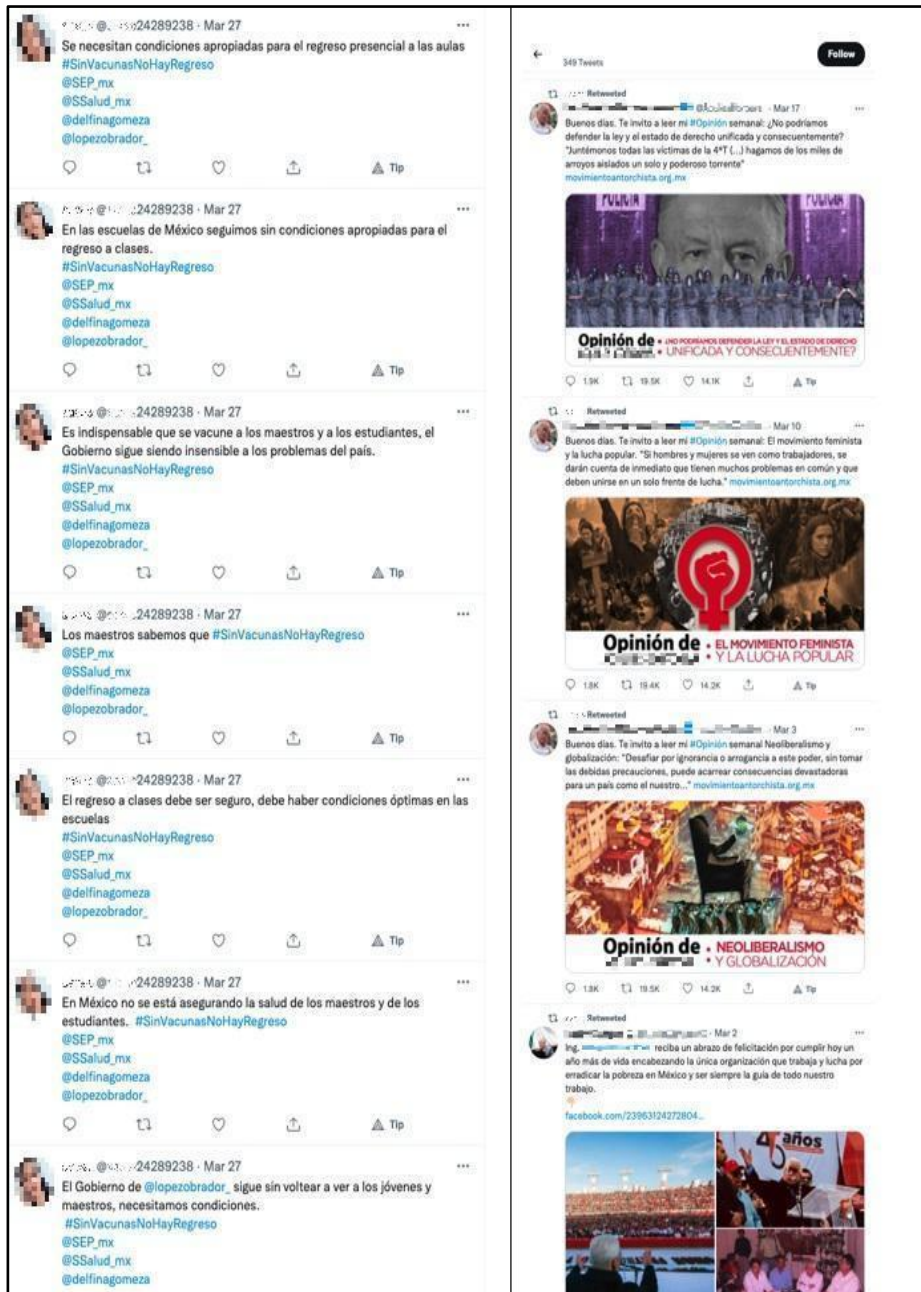 24289238 · Mar 27
Se necesitan condiciones apropiadas para el regreso presencial a las aulas
#SinVacunasNoHayRegreso
@SEP_mx
@SSalud_mx
@delfinagomeza
@lopezobrador_
Tip
24289238 · Mar 27
En las escuelas de México seguimos sin condiciones apropiadas para el
regreso a clases.
#SinVacunasNoHayRegreso
@SEP_mx
@SSalud_mx
@delfinagomeza
@lopezobrador_
Tip
24289238 · Mar 27
Es indispensable que se vacune a los maestros y a los estudiantes, el
Gobierno sigue siendo insensible a los problemas del país.
#SinVacunasNoHayRegreso
@SEP_mx
@SSalud_mx
@delfinagomeza
@lopezobrador_
Tip
24289238 · Mar 27
Los maestros sabemos que #SinVacunasNoHayRegreso
@SEP_mx
@SSalud_mx
@delfinagomeza
@lopezobrador_
Tip
24289238 · Mar 27
El regreso a clases debe ser seguro, debe haber condiciones óptimas en las
escuelas
#SinVacunasNoHayRegreso
@SEP_mx
@SSalud_mx
@delfinagomeza
@lopezobrador_
Tip
24289238 · Mar 27
En México no se está asegurando la salud de los maestros y de los
estudiantes. #SinVacunasNoHayRegreso
@SEP_mx
@SSalud_mx
@delfinagomeza
@lopezobrador_
Tip
24289238 · Mar 27
El Gobierno de @lopezobrador_ sigue sin voltear a ver a los jóvenes y
maestros, necesitamos condiciones.
#SinVacunasNoHayRegreso
@SEP_mx
@SSalud_mx
@delfinagomeza
Follow
349 Tweets
Retweeted
· Mar 17
Buenos días. Te invito a leer mi #Opinión semanal: ¿No podríamos
defender la ley y el estado de derecho unificada y consecuentemente?
"Juntémonos todas las víctimas de la 4ªT (...) hagamos de los miles de
arroyos aislados un solo y poderoso torrente"
movimientoantorchista.org.mx
POLICIA
Opinión de • ¿NO PODRÍAMOS DEFENDER LA LEY Y EL ESTADO DE DERECHO
• UNIFICADA Y CONSECUENTEMENTE?
1.9K 19.5K 14.1K Tip
Retweeted
· Mar 10
Buenos días. Te invito a leer mi #Opinión semanal: El movimiento feminista
y la lucha popular. "Si hombres y mujeres se ven como trabajadores, se
darán cuenta de inmediato que tienen muchos problemas en común y que
deben unirse en un solo frente de lucha." movimientoantorchista.org.mx
Opinión de • EL MOVIMIENTO FEMINISTA
• Y LA LUCHA POPULAR
1.8K 19.4K 14.2K Tip
Retweeted
· Mar 3
Buenos días. Te invito a leer mi #Opinión semanal Neoliberalismo y
globalización: "Desafiar por ignorancia o arrogancia a este poder, sin tomar
las debidas precauciones, puede acarrear consecuencias devastadoras
para un país como el nuestro..." movimientoantorchista.org.mx
Opinión de • NEOLIBERALISMO
• Y GLOBALIZACIÓN
1.8K 19.5K 14.2K Tip
Retweeted
· Mar 2
Ing. reciba un abrazo de felicitación por cumplir hoy un
año más de vida encabezando la única organización que trabaja y lucha por
erradicar la pobreza en México y ser siempre la guía de todo nuestro
trabajo.
facebook.com/23963124272804...
años